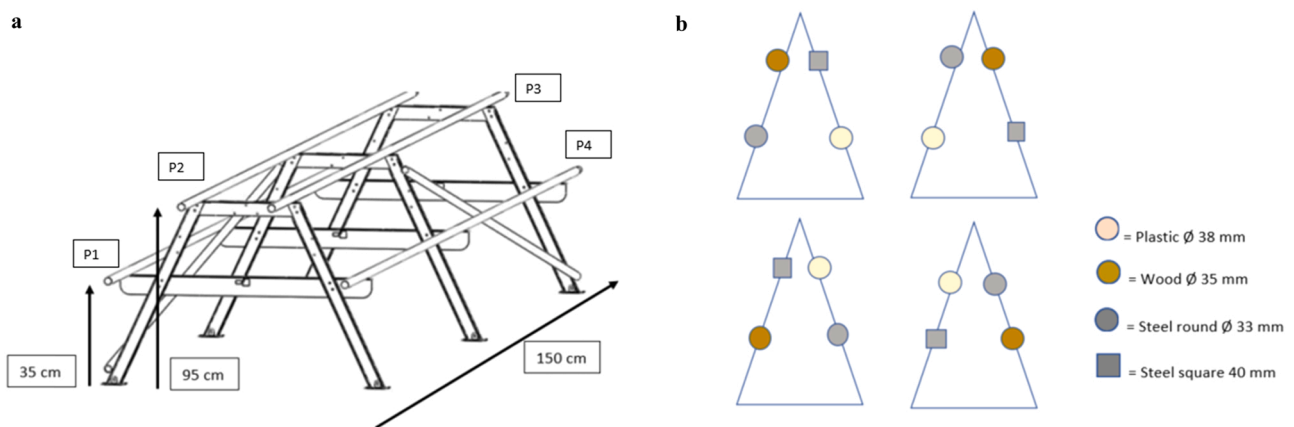 a
b
P3
P4
P2
P1
35 cm
95 cm
150 cm
= Plastic Ø 38 mm
= Wood Ø 35 mm
= Steel round Ø 33 mm
= Steel square 40 mm